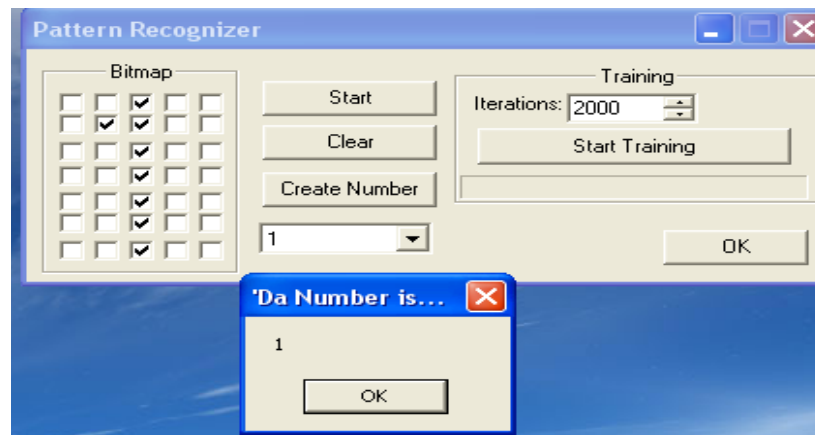 Pattern Recognizer
Bitmap
Start
Clear
Create Number
1
Training
Iterations: 2000
Start Training
OK
'Da Number is...
1
OK